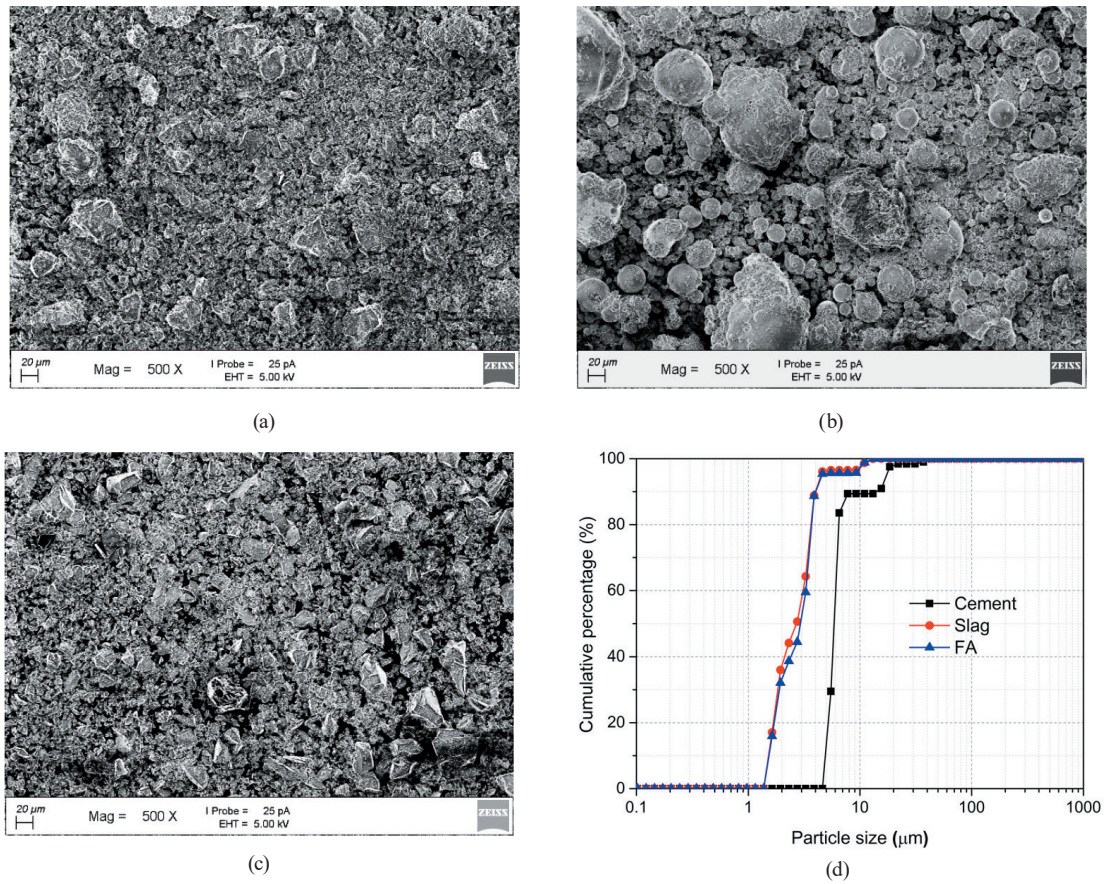 20 µm
Mag = 500 X
I Probe = 25 pA
EHT = 5.00 kV
ZEISS
(a)
20 µm
Mag = 500 X
I Probe = 25 pA
EHT = 5.00 kV
ZEISS
(b)
20 µm
Mag = 500 X
I Probe = 25 pA
EHT = 5.00 kV
ZEISS
(c)
100
80
60
40
20
0
Cumulative percentage (%)
Cement
Slag
FA
0.1 1 10 100 1000
Particle size (µm)
(d)